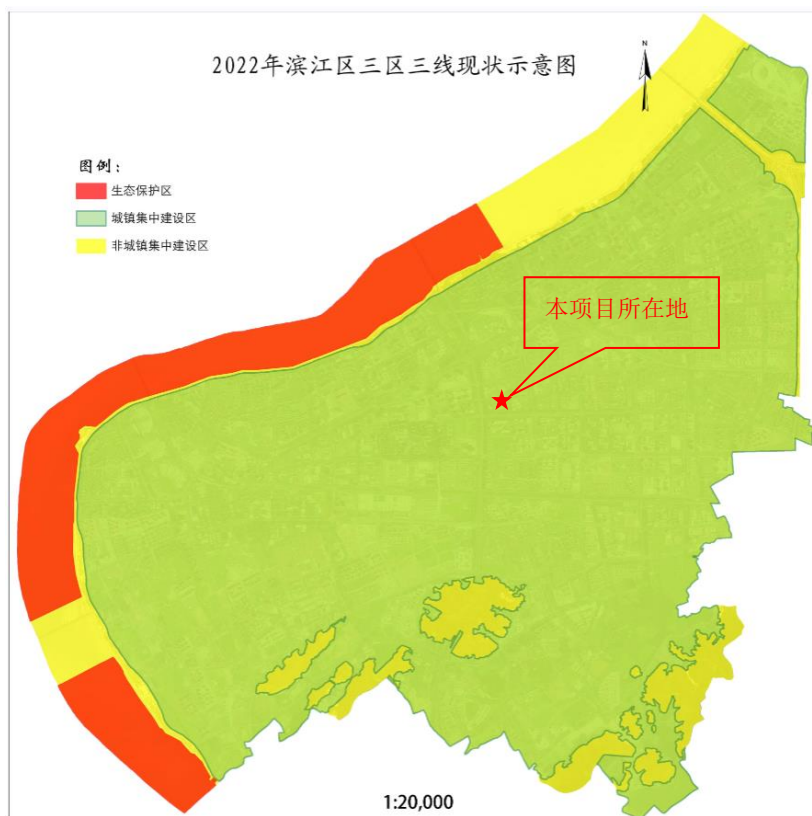 2022年滨江区三区三线现状示意图
N
图例：
生态保护区
城镇集中建设区
非城镇集中建设区
本项目所在地
1:20,000